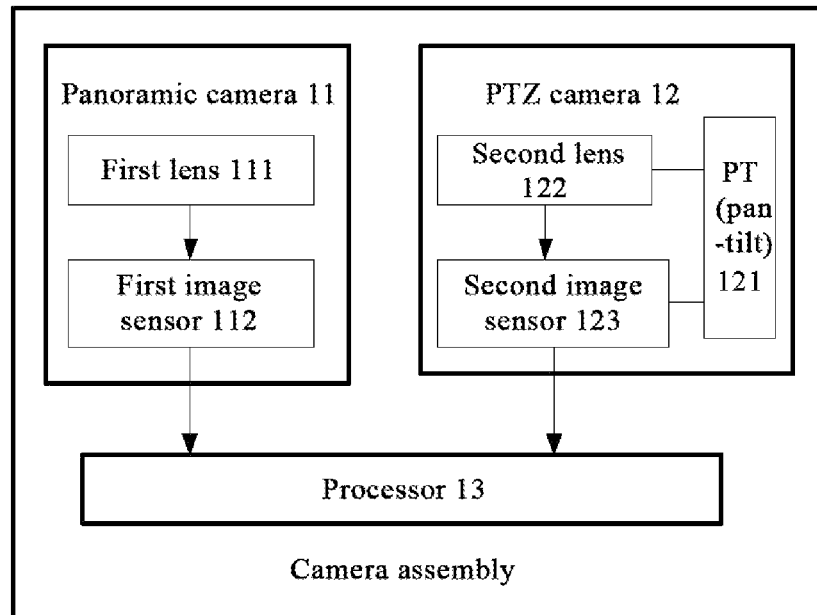 Panoramic camera 11
First lens 111
First image
sensor 112
PTZ camera 12
Second lens
122
Second image
sensor 123
PT
(pan
-tilt)
121
Processor 13
Camera assembly